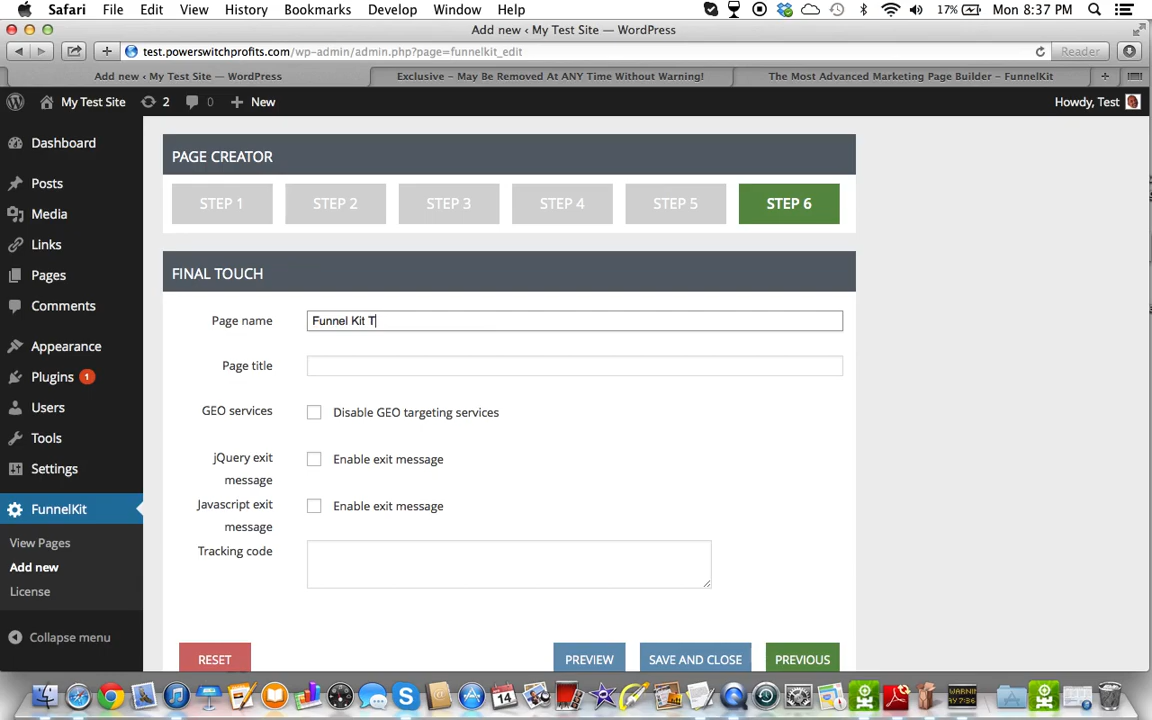 Safari File Edit View History Bookmarks Develop Window Help 17% Mon 8:37 PM
Add new ‹ My Test Site — WordPress
test.powerswitchprofits.com/wp-admin/admin.php?page=funnelkit_edit Reader
Add new ‹ My Test Site — WordPress Exclusive – May Be Removed At ANY Time Without Warning! The Most Advanced Marketing Page Builder – FunnelKit
My Test Site 2 0 New Howdy, Test
Dashboard
Posts
Media
Links
Pages
Comments
Appearance
Plugins 1
Users
Tools
Settings
FunnelKit
View Pages
Add new
License
Collapse menu
PAGE CREATOR
STEP 1 STEP 2 STEP 3 STEP 4 STEP 5 STEP 6
FINAL TOUCH
Page name Funnel Kit T
Page title
GEO services Disable GEO targeting services
jQuery exit
message
Enable exit message
Javascript exit
message
Enable exit message
Tracking code
RESET PREVIEW SAVE AND CLOSE PREVIOUS